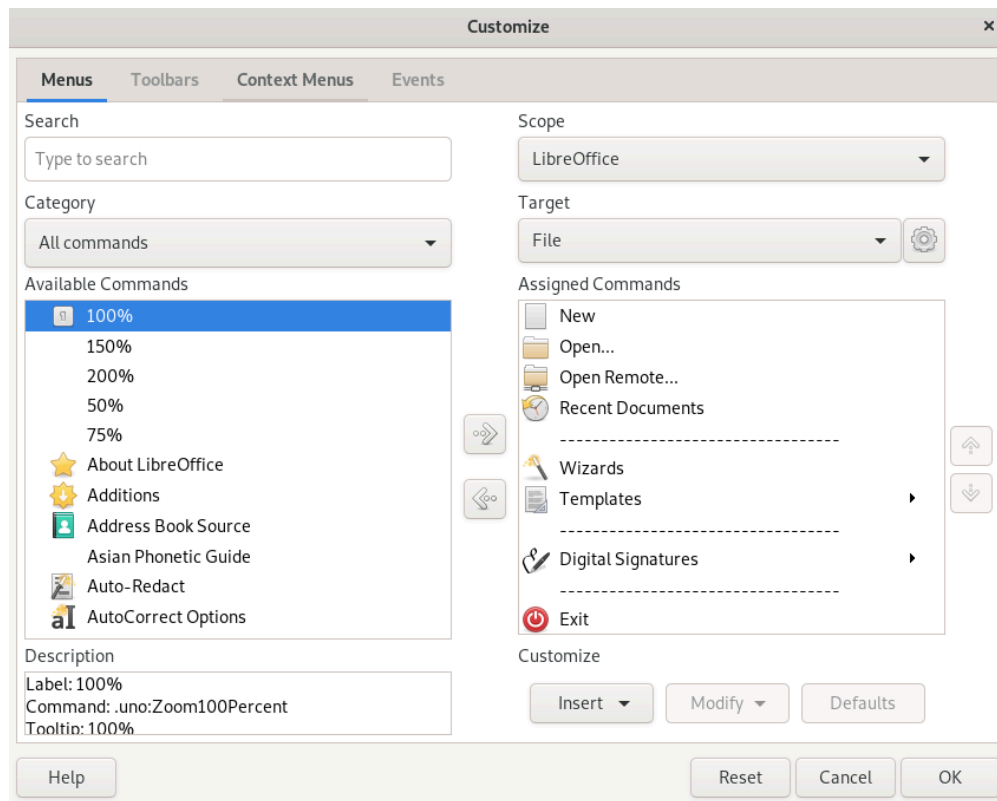 Customize
Menus Toolbars Context Menus Events
Search
Type to search
Category
All commands
Available Commands
100%
150%
200%
50%
75%
About LibreOffice
Additions
Address Book Source
Asian Phonetic Guide
Auto-Redact
AutoCorrect Options
Description
Label: 100%
Command: .uno:Zoom100Percent
Tooltip: 100%
Scope
LibreOffice
Target
File
Assigned Commands
New
Open...
Open Remote...
Recent Documents
----------------------------------
Wizards
Templates
----------------------------------
Digital Signatures
----------------------------------
Exit
Customize
Insert Modify Defaults
Help Reset Cancel OK